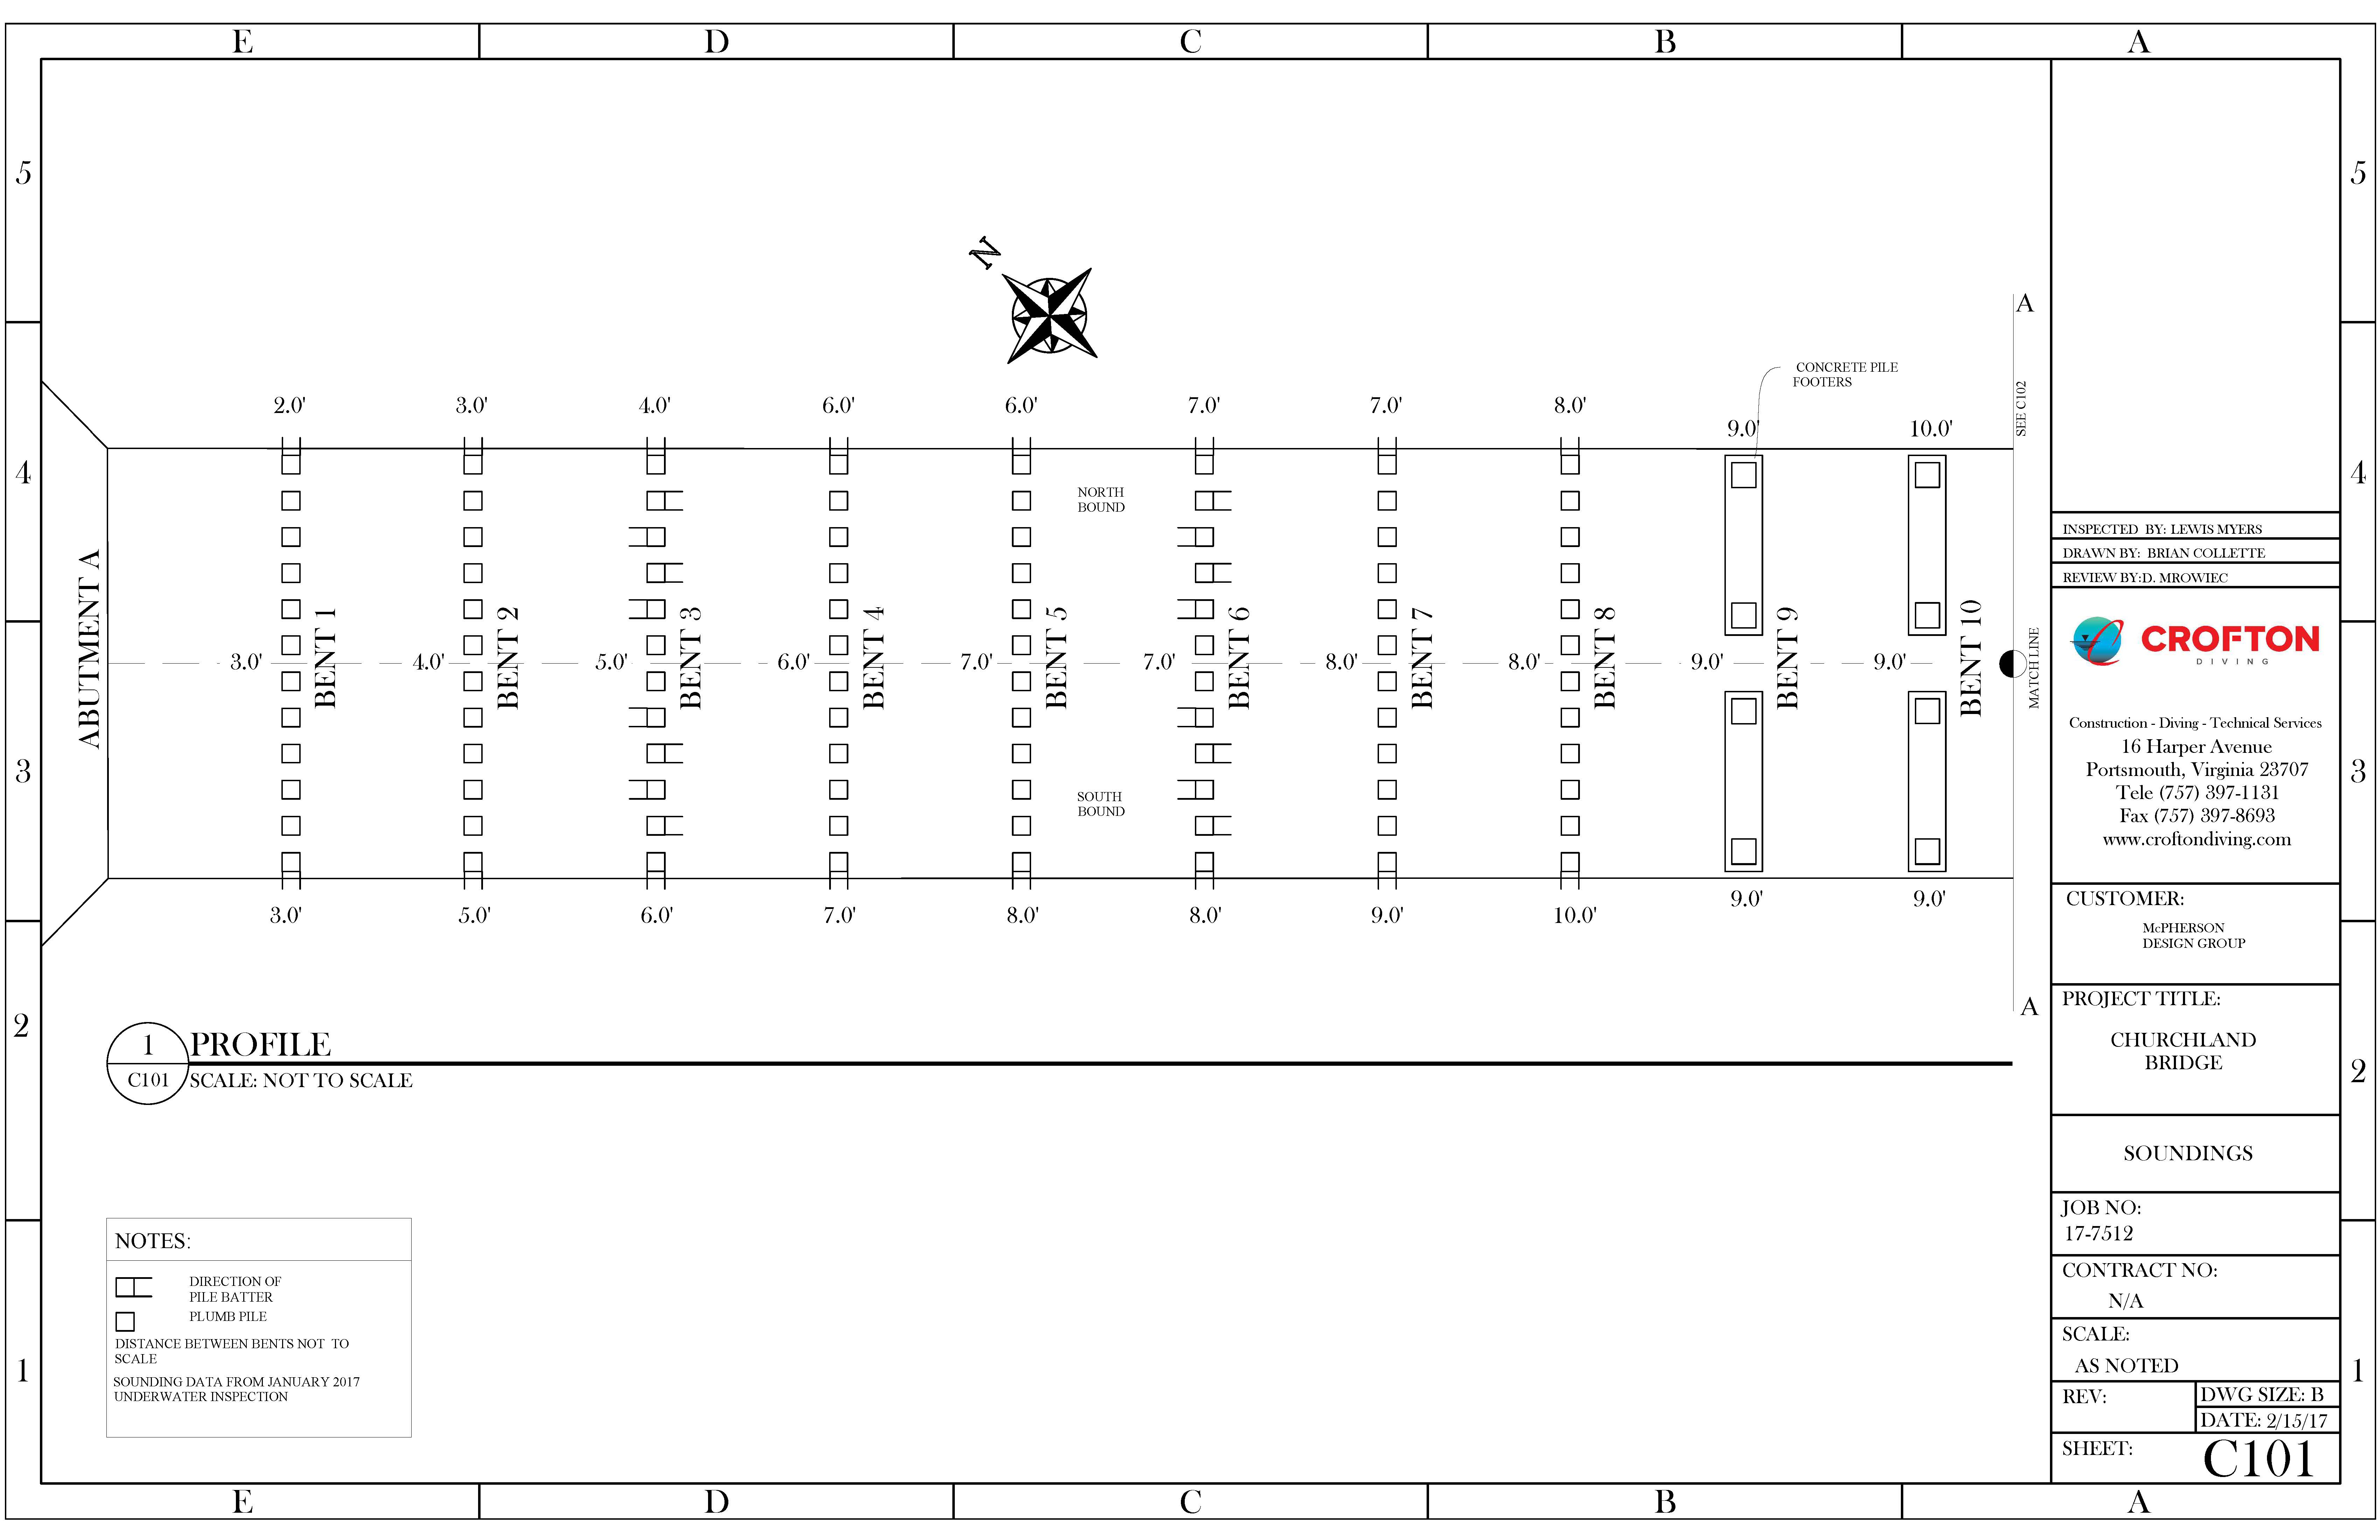 E D C B A
5 5
N
A
CONCRETE PILE
FOOTERS
SEE C102
2.0' 3.0' 4.0' 6.0' 6.0' 7.0' 7.0' 8.0' 9.0' 10.0'
4 4
NORTH
BOUND
ABUTMENT A
BENT 1 BENT 2 BENT 3 BENT 4 BENT 5 BENT 6 BENT 7 BENT 8 BENT 9 BENT 10
3.0' 4.0' 5.0' 6.0' 7.0' 7.0' 8.0' 8.0' 9.0' 9.0'
MATCH LINE
3 3
SOUTH
BOUND
3.0' 5.0' 6.0' 7.0' 8.0' 8.0' 9.0' 10.0' 9.0' 9.0'
A
2 2
1 PROFILE
C101 SCALE: NOT TO SCALE
NOTES:
DIRECTION OF
PILE BATTER
PLUMB PILE
DISTANCE BETWEEN BENTS NOT TO
SCALE
SOUNDING DATA FROM JANUARY 2017
UNDERWATER INSPECTION
1 1
INSPECTED BY: LEWIS MYERS
DRAWN BY: BRIAN COLLETTE
REVIEW BY:D. MROWIEC
CROFTON
DIVING
Construction - Diving - Technical Services
16 Harper Avenue
Portsmouth, Virginia 23707
Tele (757) 397-1131
Fax (757) 397-8693
www.croftondiving.com
CUSTOMER:
McPHERSON
DESIGN GROUP
PROJECT TITLE:
CHURCHLAND
BRIDGE
SOUNDINGS
JOB NO:
17-7512
CONTRACT NO:
N/A
SCALE:
AS NOTED
REV:
DWG SIZE: B
DATE: 2/15/17
SHEET:
C101
E D C B A